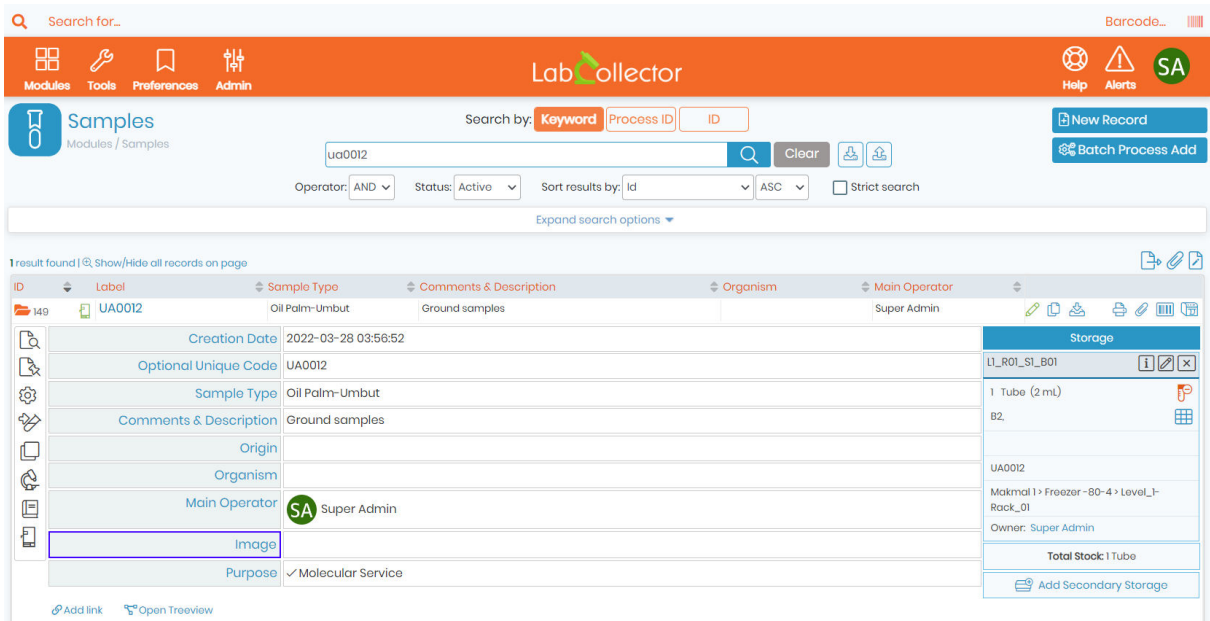 Search for...
Barcode...
Modules Tools Preferences Admin
LabCollector
Help Alerts SA
Samples
Modules / Samples
Search by: Keyword Process ID ID
ua0012
Clear
New Record
Batch Process Add
Operator: AND Status: Active Sort results by: Id ASC Strict search
Expand search options
1 result found | Show/Hide all records on page
ID Label Sample Type Comments & Description Organism Main Operator
149 UA0012 Oil Palm-Umbut Ground samples Super Admin
Creation Date 2022-03-28 03:56:52
Optional Unique Code UA0012
Sample Type Oil Palm-Umbut
Comments & Description Ground samples
Origin
Organism
Main Operator SA Super Admin
Image
Purpose ✓ Molecular Service
Add link Open Treeview
Storage
L1_R01_S1_B01
1 Tube (2 mL)
B2,
UA0012
Makmal 1 > Freezer -80-4 > Level_1-
Rack_01
Owner: Super Admin
Total Stock: 1 Tube
Add Secondary Storage